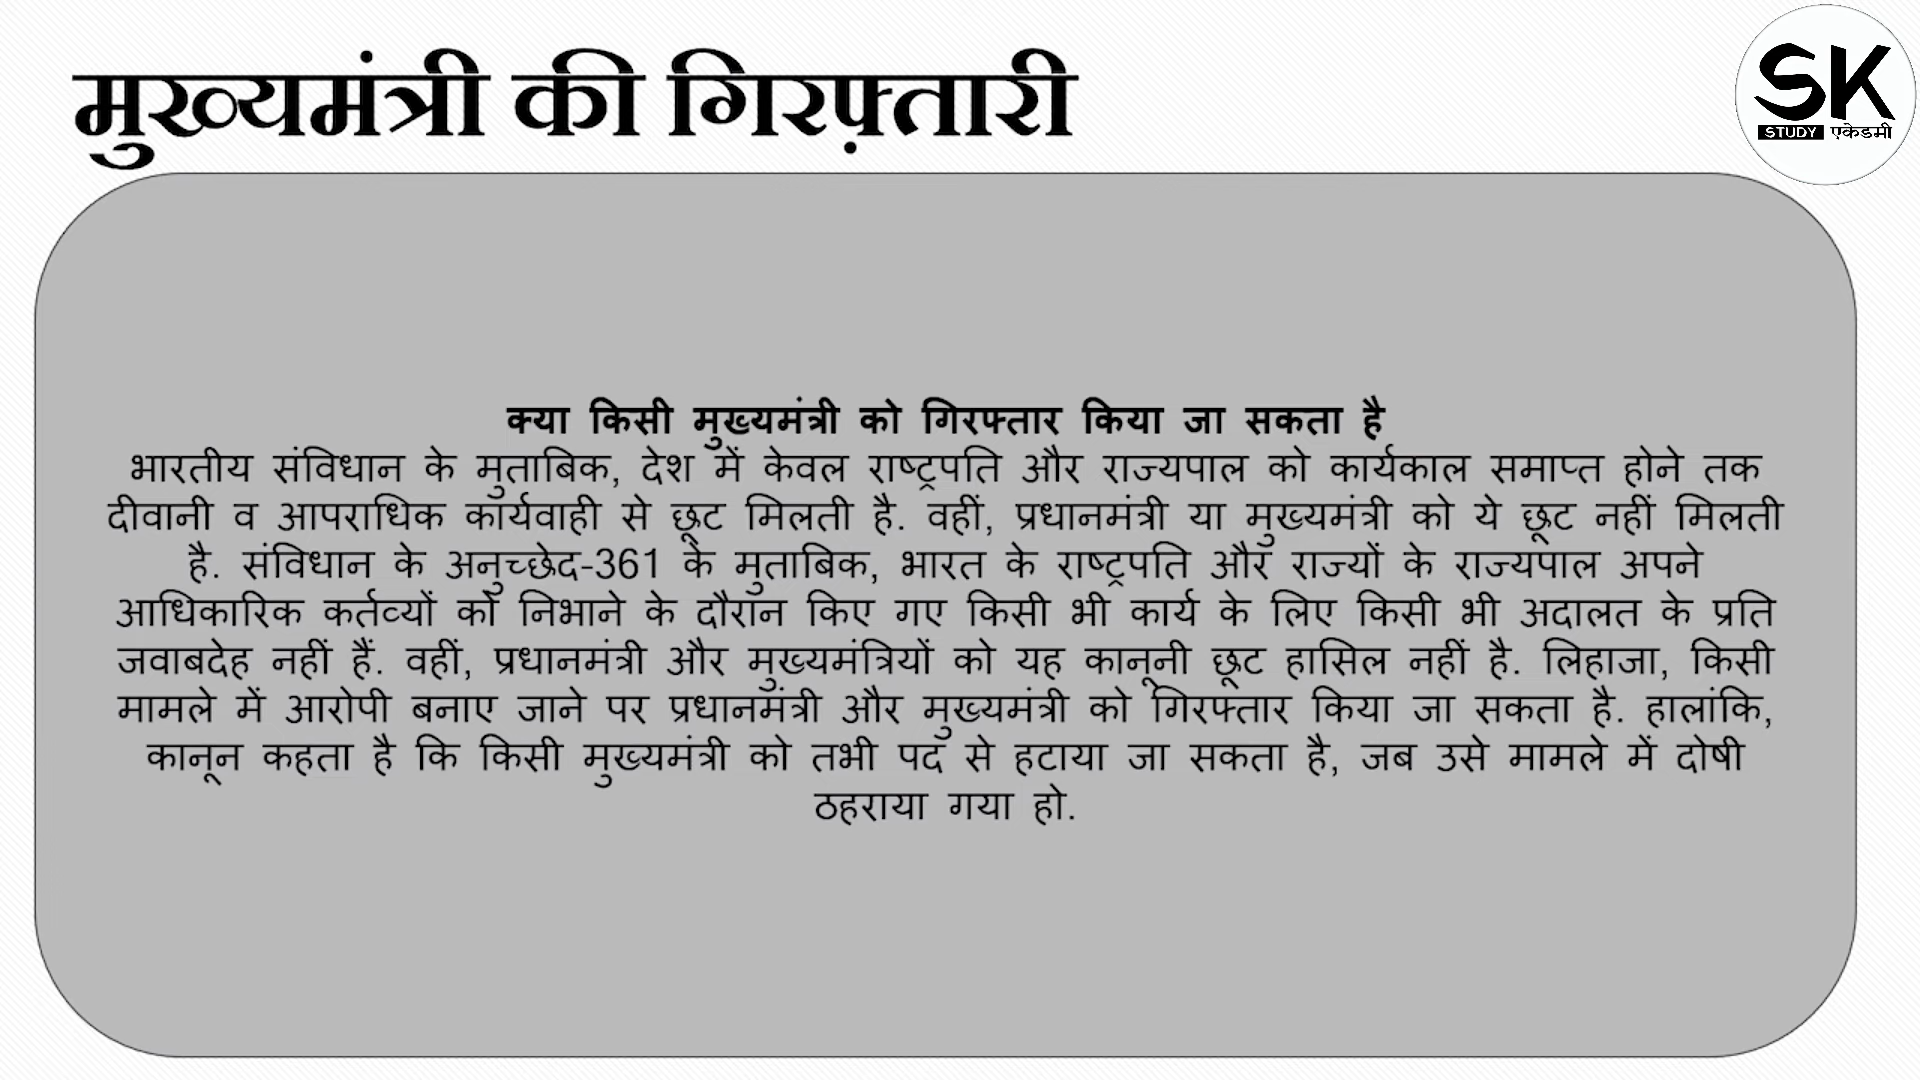 मुख्यमंत्री की गिरफ़्तारी
SK
STUDY एकेडमी
क्या किसी मुख्यमंत्री को गिरफ्तार किया जा सकता है
भारतीय संविधान के मुताबिक, देश में केवल राष्ट्रपति और राज्यपाल को कार्यकाल समाप्त होने तक
दीवानी व आपराधिक कार्यवाही से छूट मिलती है. वहीं, प्रधानमंत्री या मुख्यमंत्री को ये छूट नहीं मिलती
है. संविधान के अनुच्छेद-361 के मुताबिक, भारत के राष्ट्रपति और राज्यों के राज्यपाल अपने
आधिकारिक कर्तव्यों को निभाने के दौरान किए गए किसी भी कार्य के लिए किसी भी अदालत के प्रति
जवाबदेह नहीं हैं. वहीं, प्रधानमंत्री और मुख्यमंत्रियों को यह कानूनी छूट हासिल नहीं है. लिहाजा, किसी
मामले में आरोपी बनाए जाने पर प्रधानमंत्री और मुख्यमंत्री को गिरफ्तार किया जा सकता है. हालांकि,
कानून कहता है कि किसी मुख्यमंत्री को तभी पद से हटाया जा सकता है, जब उसे मामले में दोषी
ठहराया गया हो.